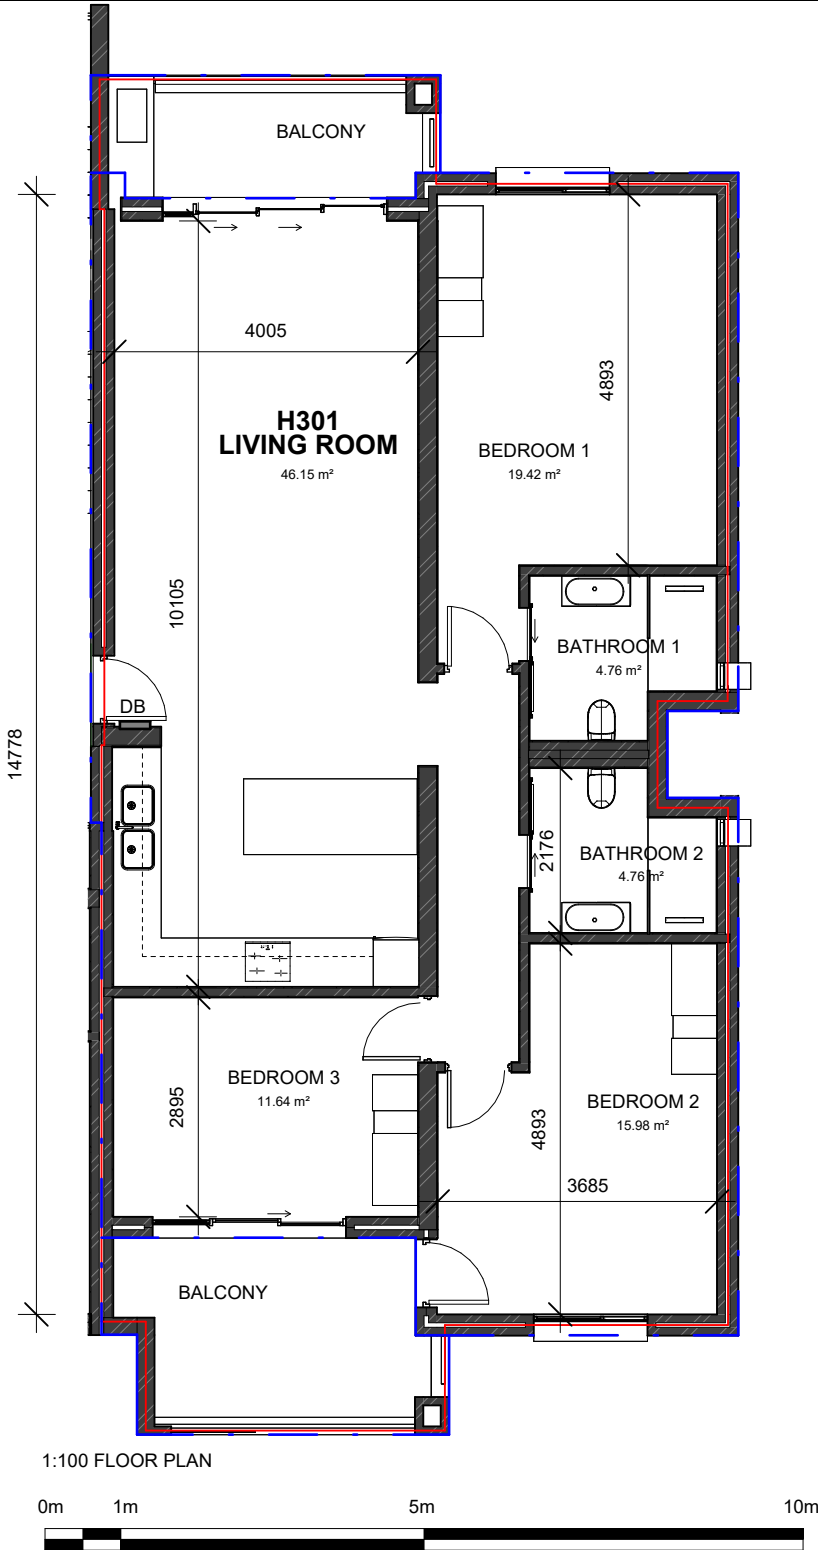 BALCONY
4005
4893
H301
LIVING ROOM
46.15 m²
BEDROOM 1
19.42 m²
10105
BATHROOM 1
4.76 m²
DB
14778
2176
BATHROOM 2
4.76 m²
BEDROOM 3
11.64 m²
2895
BEDROOM 2
15.98 m²
4893
3685
BALCONY
1:100 FLOOR PLAN
0m 1m 5m 10m